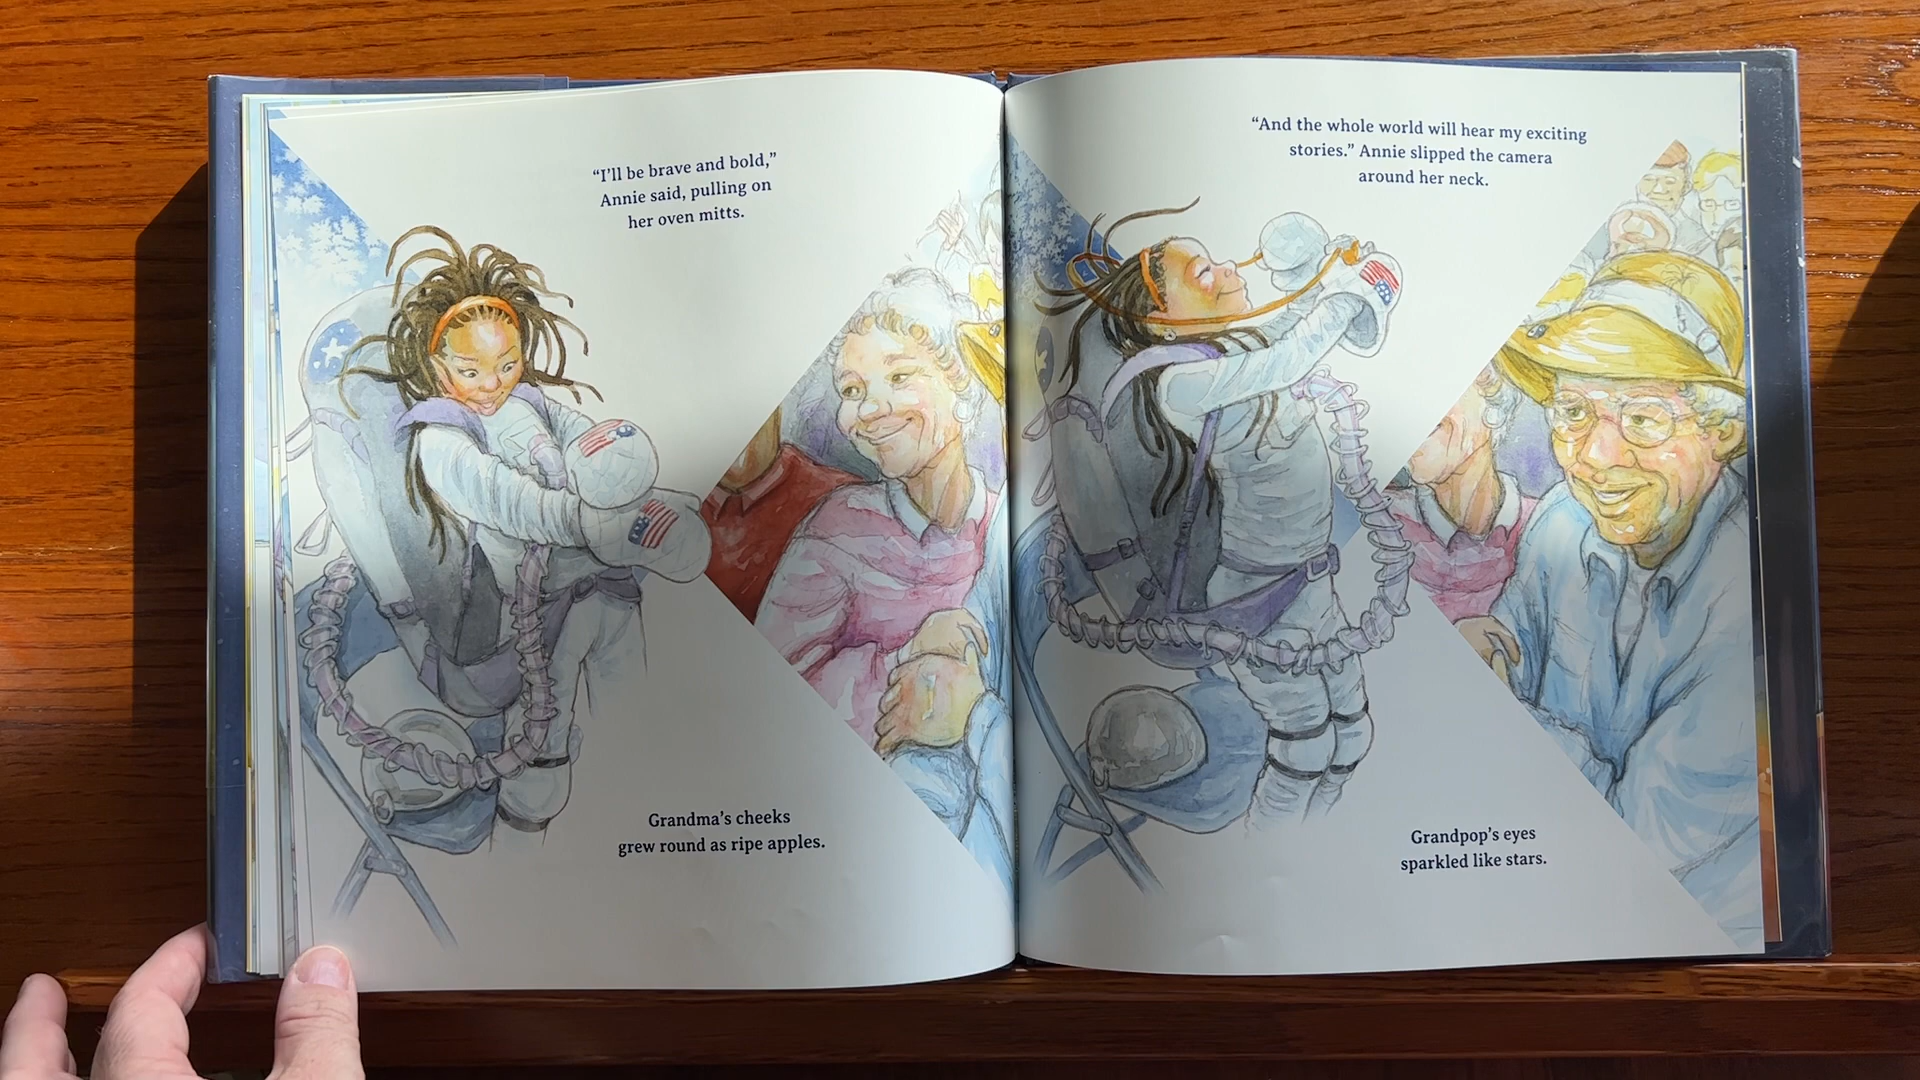 “I’ll be brave and bold,”
Annie said, pulling on
her oven mitts.
Grandma’s cheeks
grew round as ripe apples.
“And the whole world will hear my exciting
stories.” Annie slipped the camera
around her neck.
Grandpop’s eyes
sparkled like stars.